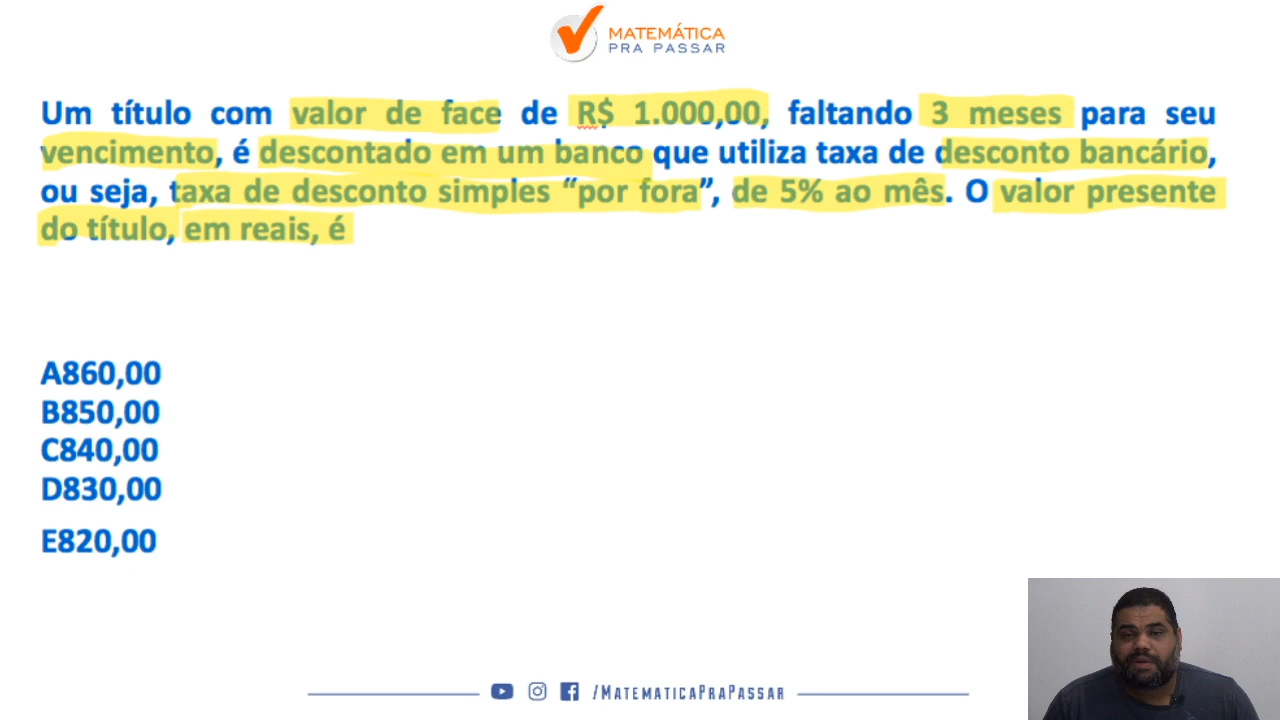 MATEMÁTICA
PRA PASSAR
Um título com valor de face de R$ 1.000,00, faltando 3 meses para seu
vencimento, é descontado em um banco que utiliza taxa de desconto bancário,
ou seja, taxa de desconto simples “por fora”, de 5% ao mês. O valor presente
do título, em reais, é
A860,00
B850,00
C840,00
D830,00
E820,00
/MATEMATICAPRAPASSAR